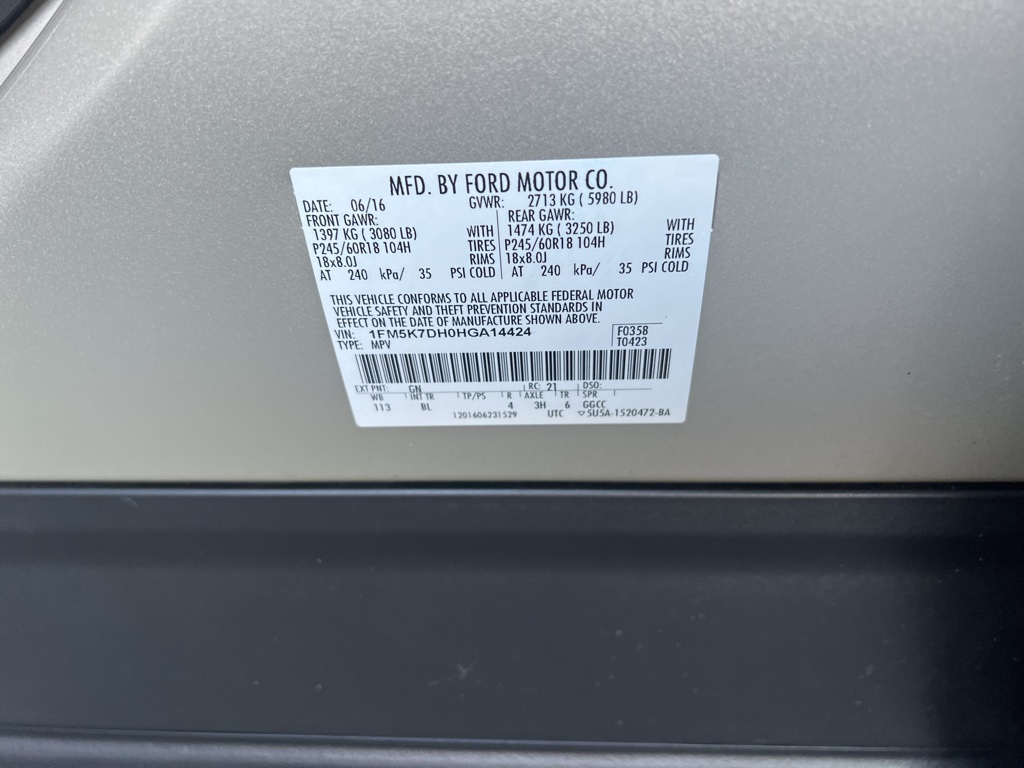 MFD. BY FORD MOTOR CO.
DATE: 06/16 GVWR: 2713 KG ( 5980 LB)
FRONT GAWR: REAR GAWR:
1397 KG ( 3080 LB) WITH 1474 KG ( 3250 LB) WITH
P245/60R18 104H TIRES P245/60R18 104H TIRES
18x8.0J RIMS 18x8.0J RIMS
AT 240 kPa/ 35 PSI COLD AT 240 kPa/ 35 PSI COLD
THIS VEHICLE CONFORMS TO ALL APPLICABLE FEDERAL MOTOR
VEHICLE SAFETY AND THEFT PREVENTION STANDARDS IN
EFFECT ON THE DATE OF MANUFACTURE SHOWN ABOVE.
VIN: 1FM5K7DH0HGA14424 F0358
TYPE: MPV T0423
EXT PNT: GN RC: 21 DSO:
WB INT TR TP/PS R AXLE TR SPR
113 BL 4 3H 6 GGCC
1201606231529 UTC ▽5U5A-1520472-BA